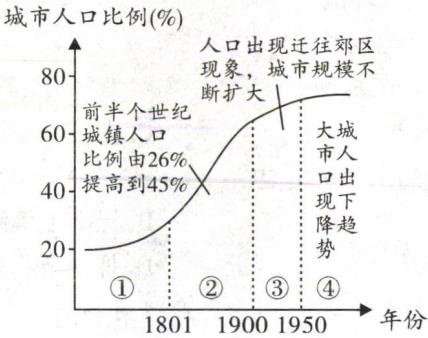 城市人口比例(%)
人口出现迁往郊区
现象，城市规模不
断扩大
80
60
40
20
前半个世纪
城镇人口
比例由26%
提高到45%
大城
市人
口出
现下
降趋
势
① ② ③ ④
1801 1900 1950 年份